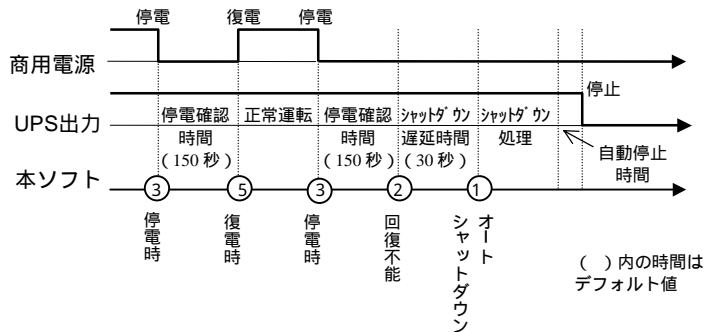 停電
復電
停電
商用電源
停止
UPS出力
停電確認
時間
(150秒)
正常運転
停電確認
時間
(150秒)
シャットダウン
遅延時間
(30秒)
シャットダウン
処理
自動停止
時間
本ソフト
3
5
3
2
1
停電時
復電時
停電時
回復不能
オート
シャットダウン
( )内の時間は
デフォルト値